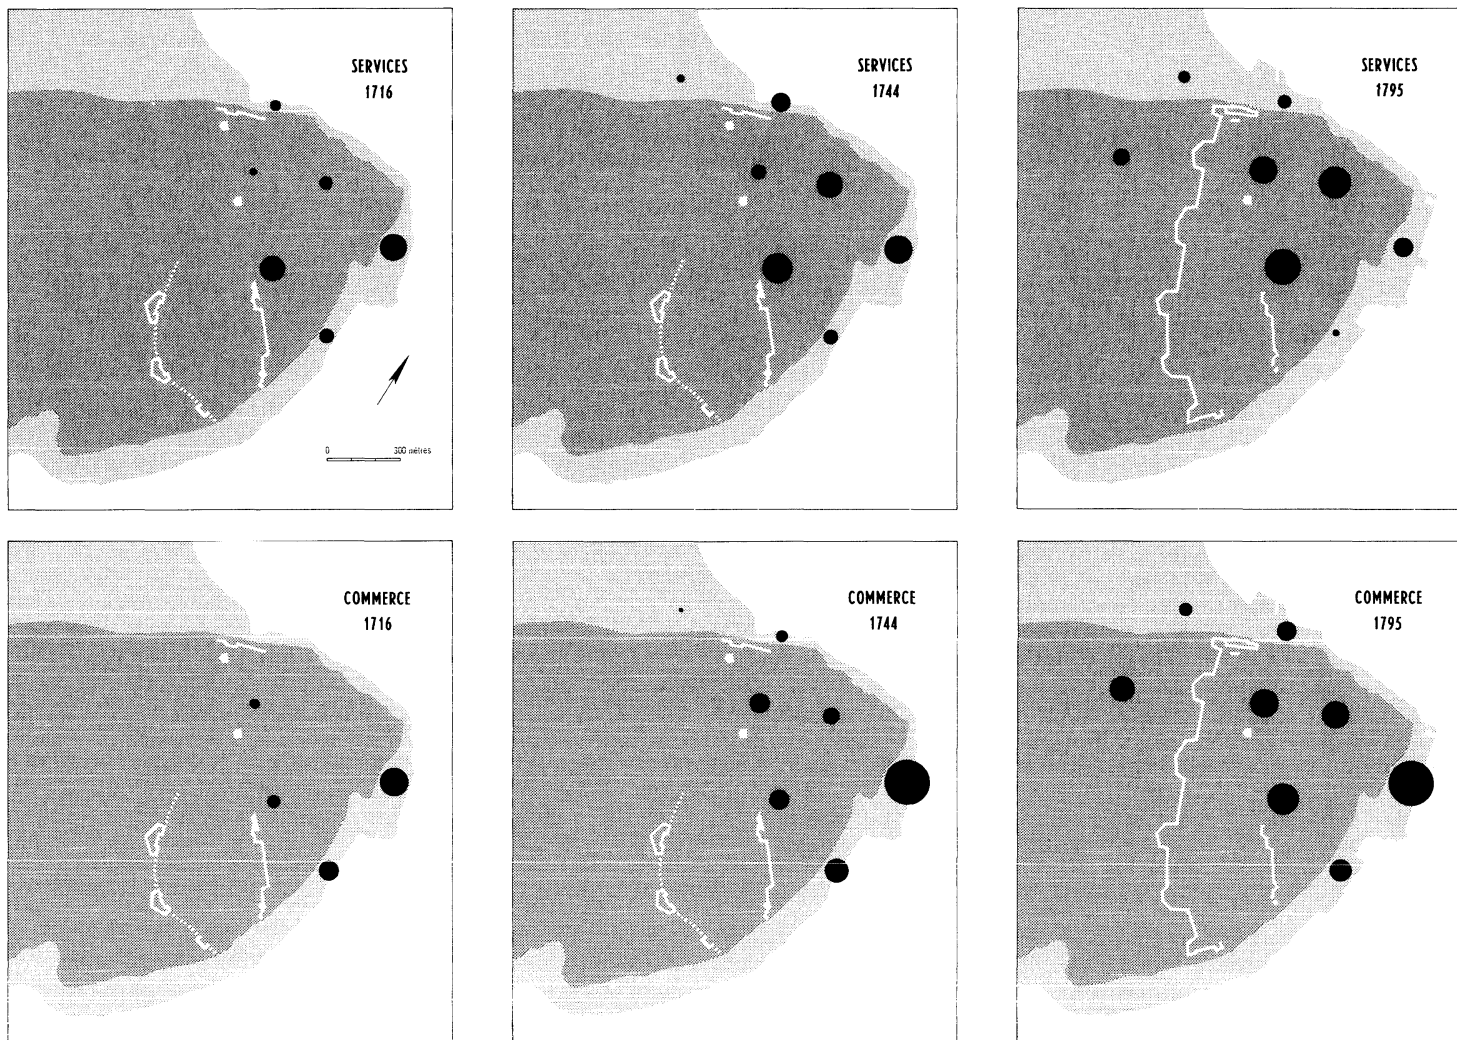 SERVICES
1716
0 300 mètres
SERVICES
1744
SERVICES
1795
COMMERCE
1716
COMMERCE
1744
COMMERCE
1795